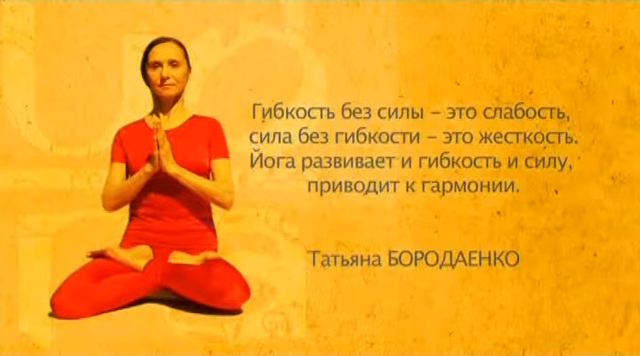 Гибкость без силы – это слабость,
сила без гибкости – это жесткость.
Йога развивает и гибкость и силу,
приводит к гармонии.
Татьяна БОРОДАЕНКО